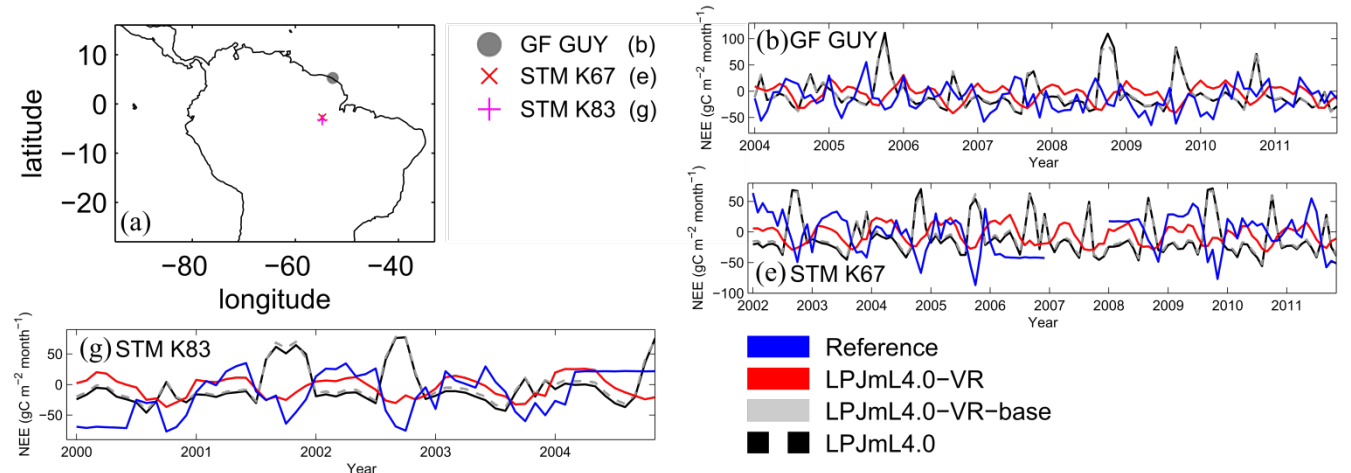 10
0
−10
−20
latitude
(a)
−80
−60
−40
longitude
GF GUY (b)
STM K67 (e)
STM K83 (g)
(b) GF GUY
NEE (gC m−2 month−1)
100
50
0
−50
2004 2005 2006 2007 2008 2009 2010 2011
Year
NEE (gC m−2 month−1)
50
0
−50
−100
(e) STM K67
2002 2003 2004 2005 2006 2007 2008 2009 2010 2011
Year
(g) STM K83
NEE (gC m−2 month−1)
50
0
−50
2000 2001 2002 2003 2004
Year
Reference
LPJmL4.0−VR
LPJmL4.0−VR−base
LPJmL4.0